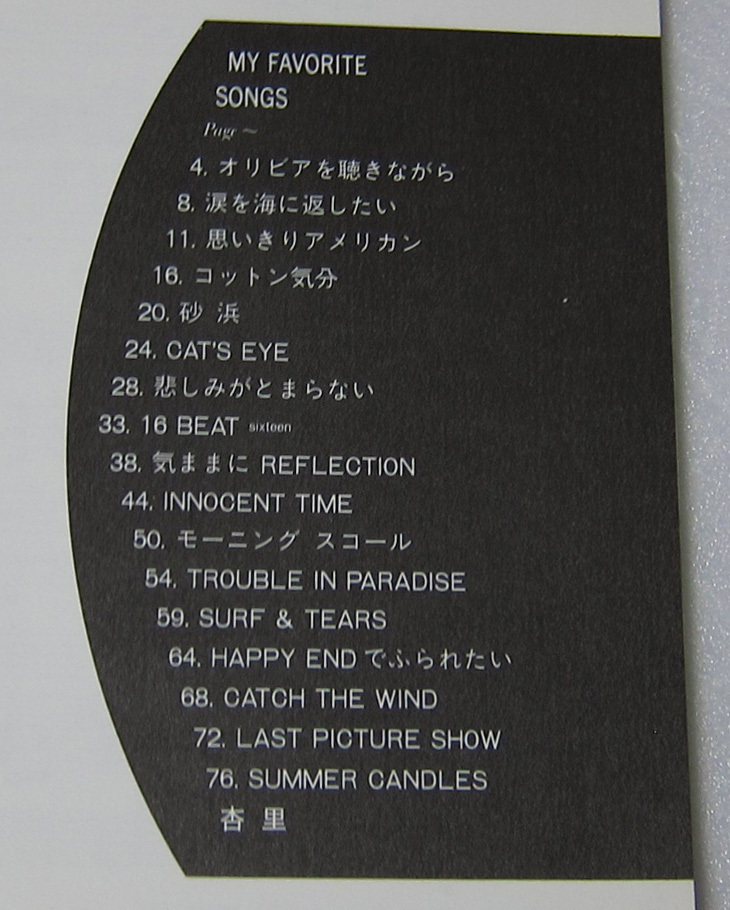 MY FAVORITE
SONGS
Page ~
4. オリビアを聴きながら
8. 涙を海に返したい
11. 思いきりアメリカン
16. コットン気分
20. 砂 浜
24. CAT'S EYE
28. 悲しみがとまらない
33. 16 BEAT sixteen
38. 気ままに REFLECTION
44. INNOCENT TIME
50. モーニング スコール
54. TROUBLE IN PARADISE
59. SURF & TEARS
64. HAPPY END でふられたい
68. CATCH THE WIND
72. LAST PICTURE SHOW
76. SUMMER CANDLES
杏 里